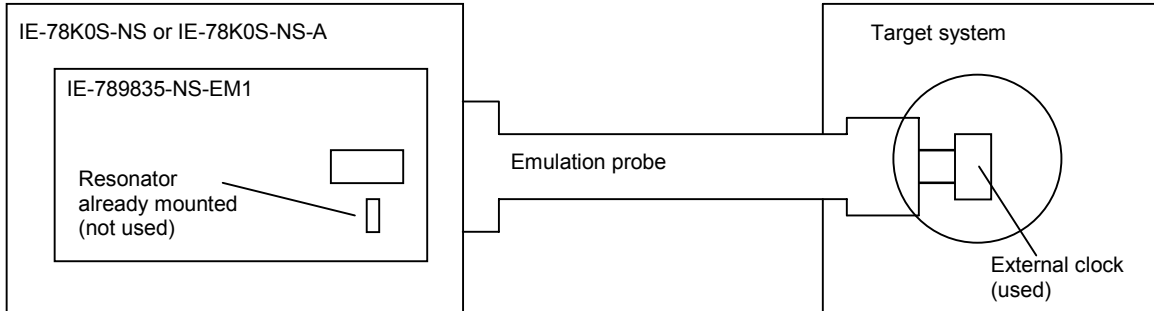 IE-78K0S-NS or IE-78K0S-NS-A
Target system
IE-789835-NS-EM1
Emulation probe
Resonator
already mounted
(not used)
External clock
(used)